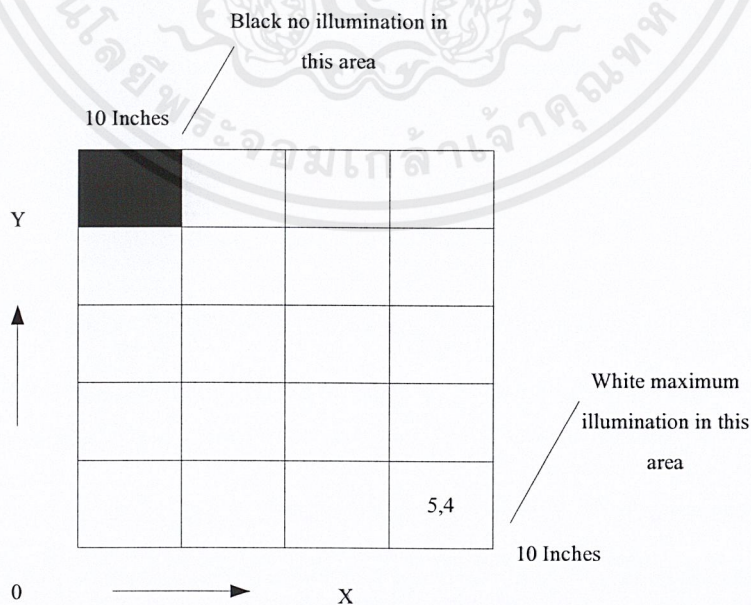 Black no illumination in
this area
10 Inches
Y
White maximum
illumination in this
area
5,4
10 Inches
0
X